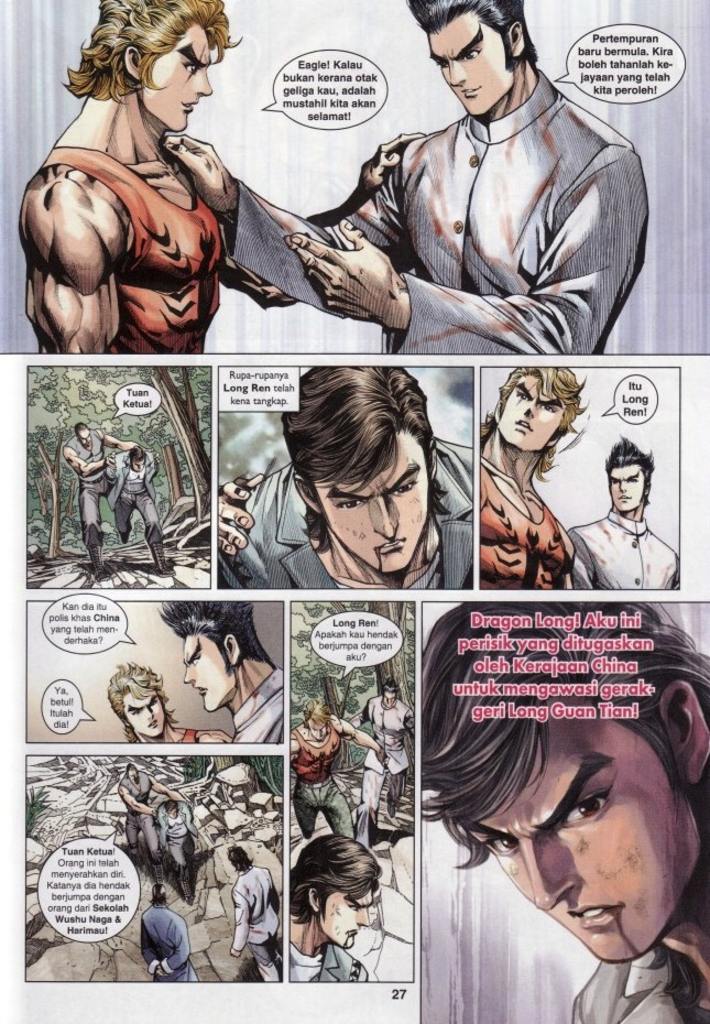 Eagle! Kalau
bukan kerana otak
geliga kau, adalah
mustahil kita akan
selamat!
Pertempuran
baru bermula. Kira
boleh tahanlah ke-
jayaan yang telah
kita peroleh!
Tuan
Ketua!
Rupa-rupanya
Long Ren telah
kena tangkap.
Itu
Long
Ren!
Kan dia itu
polis khas China
yang telah men-
derhaka?
Ya,
betul!
Itulah
dia!
Long Ren!
Apakah kau hendak
berjumpa dengan
aku?
Tuan Ketua!
Orang ini telah
menyerahkan diri.
Katanya dia hendak
berjumpa dengan
orang dari Sekolah
Wushu Naga &
Harimau!
Dragon Long! Aku ini
perisik yang ditugaskan
oleh Kerajaan China
untuk mengawasi gerak-
geri Long Guan Tian!
27